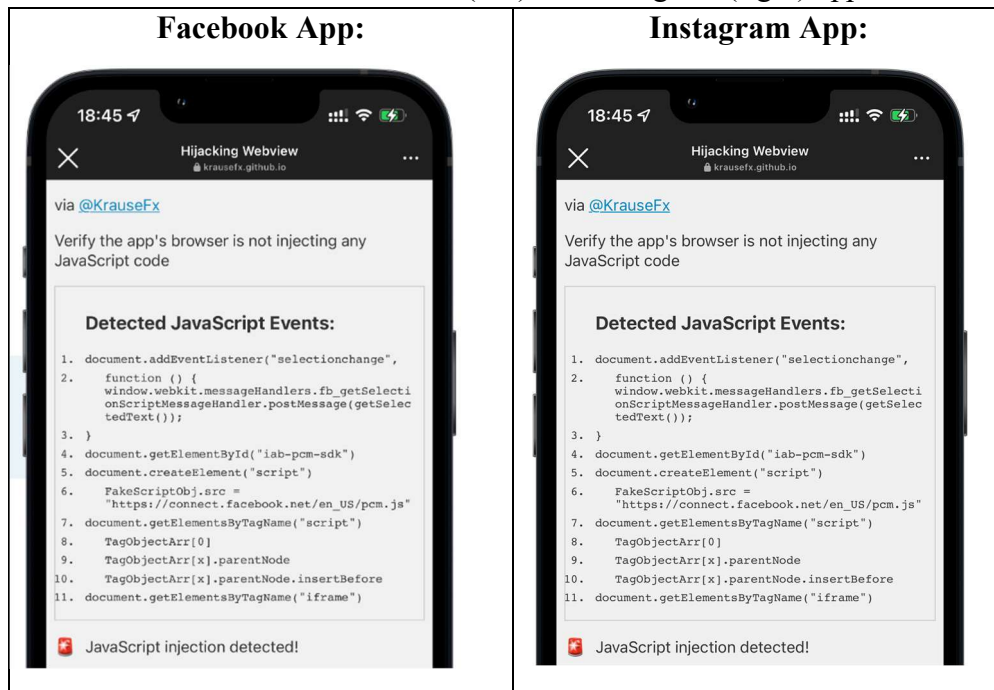 Facebook App:
18:45
Hijacking Webview
krausefx.github.io
via @KrauseFx
Verify the app's browser is not injecting any
JavaScript code
Detected JavaScript Events:
1. document.addEventListener("selectionchange",
2. function () {
window.webkit.messageHandlers.fb_getSelecti
onScriptMessageHandler.postMessage(getSelec
tedText());
3. }
4. document.getElementById("iab-pcm-sdk")
5. document.createElement("script")
6. FakeScriptObj.src =
"https://connect.facebook.net/en_US/pcm.js"
7. document.getElementsByTagName("script")
8. TagObjectArr[0]
9. TagObjectArr[x].parentNode
10. TagObjectArr[x].parentNode.insertBefore
11. document.getElementsByTagName("iframe")
JavaScript injection detected!
Instagram App:
18:45
Hijacking Webview
krausefx.github.io
via @KrauseFx
Verify the app's browser is not injecting any
JavaScript code
Detected JavaScript Events:
1. document.addEventListener("selectionchange",
2. function () {
window.webkit.messageHandlers.fb_getSelecti
onScriptMessageHandler.postMessage(getSelec
tedText());
3. }
4. document.getElementById("iab-pcm-sdk")
5. document.createElement("script")
6. FakeScriptObj.src =
"https://connect.facebook.net/en_US/pcm.js"
7. document.getElementsByTagName("script")
8. TagObjectArr[0]
9. TagObjectArr[x].parentNode
10. TagObjectArr[x].parentNode.insertBefore
11. document.getElementsByTagName("iframe")
JavaScript injection detected!